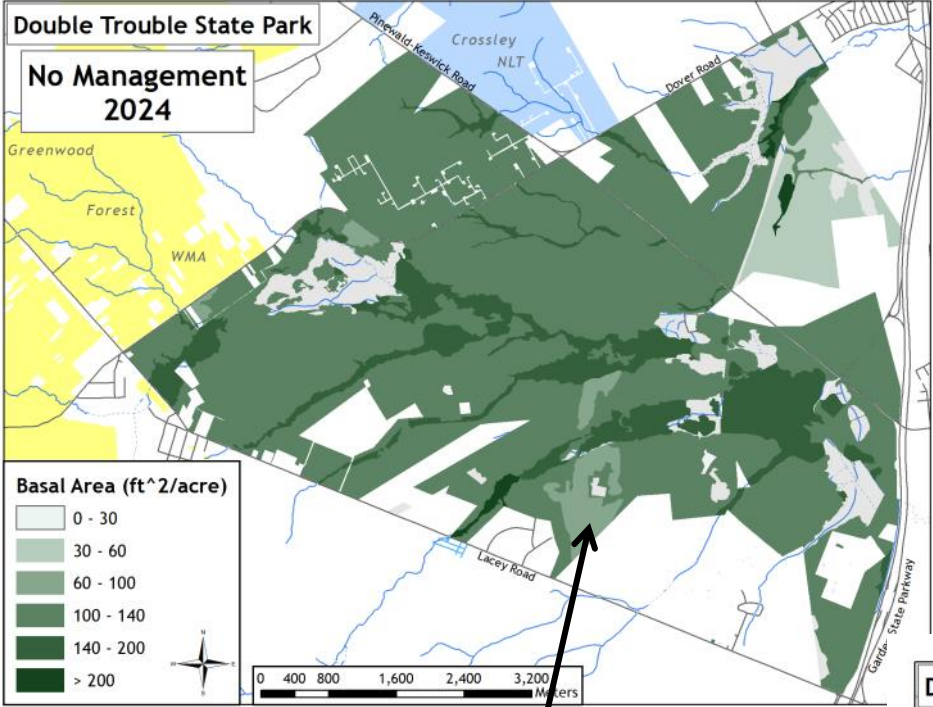 Double Trouble State Park
No Management
2024
Pinewald-Keswick Road
Crossley
NLT
Dover Road
Greenwood
Forest
WMA
Basal Area (ft^2/acre)
0 - 30
30 - 60
60 - 100
100 - 140
140 - 200
> 200
N
W
E
S
0 400 800 1,600 2,400 3,200
Meters
Lacey Road
Garden State Parkway
D